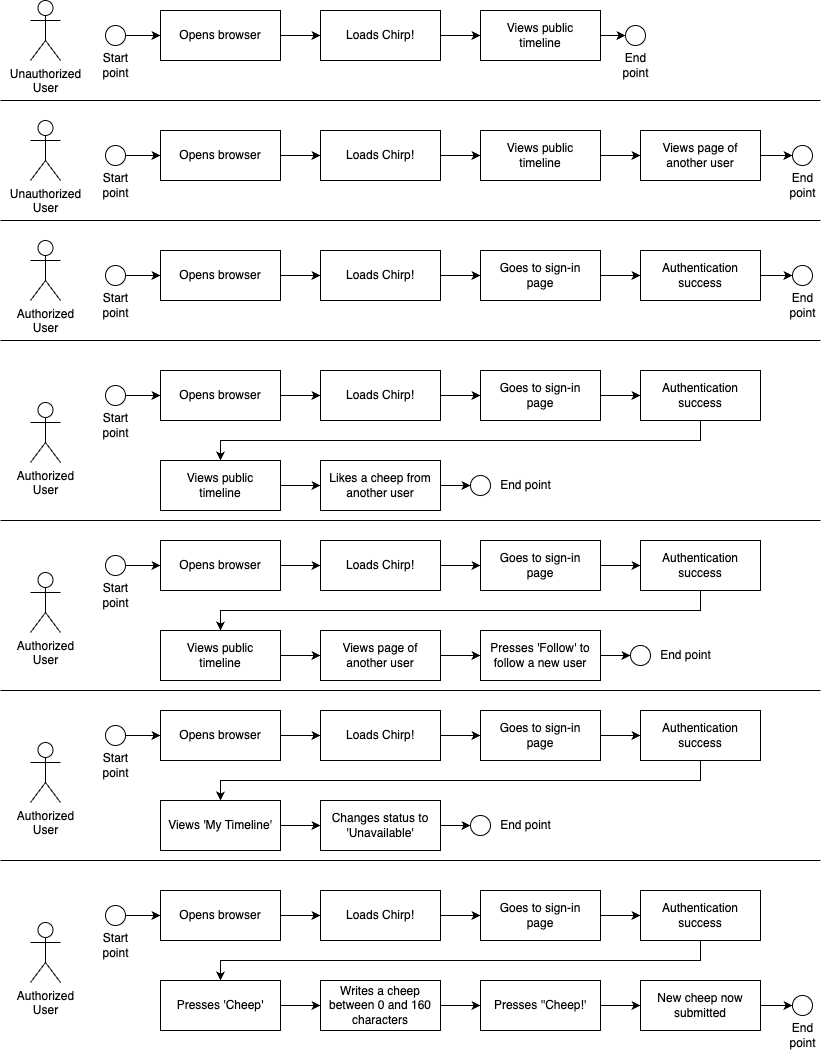 Opens browser
Loads Chirp!
Views public
timeline
Start
point
End
point
Unauthorized
User
Opens browser
Loads Chirp!
Views public
timeline
Views page of
another user
Start
point
End
point
Unauthorized
User
Opens browser
Loads Chirp!
Goes to sign-in
page
Authentication
success
Start
point
End
point
Authorized
User
Opens browser
Loads Chirp!
Goes to sign-in
page
Authentication
success
Start
point
Authorized
User
Views public
timeline
Likes a cheep from
another user
End point
Opens browser
Loads Chirp!
Goes to sign-in
page
Authentication
success
Start
point
Authorized
User
Views public
timeline
Views page of
another user
Presses 'Follow' to
follow a new user
End point
Opens browser
Loads Chirp!
Goes to sign-in
page
Authentication
success
Start
point
Authorized
User
Views 'My Timeline'
Changes status to
'Unavailable'
End point
Opens browser
Loads Chirp!
Goes to sign-in
page
Authentication
success
Start
point
Authorized
User
Presses 'Cheep'
Writes a cheep
between 0 and 160
characters
Presses "Cheep!'
New cheep now
submitted
End
point